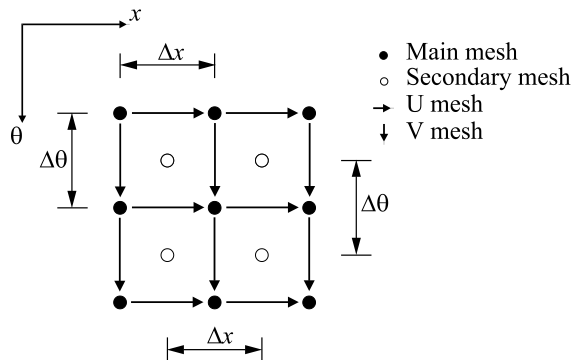 x
θ
Δx
Main mesh
Secondary mesh
U mesh
V mesh
Δθ
Δθ
Δx